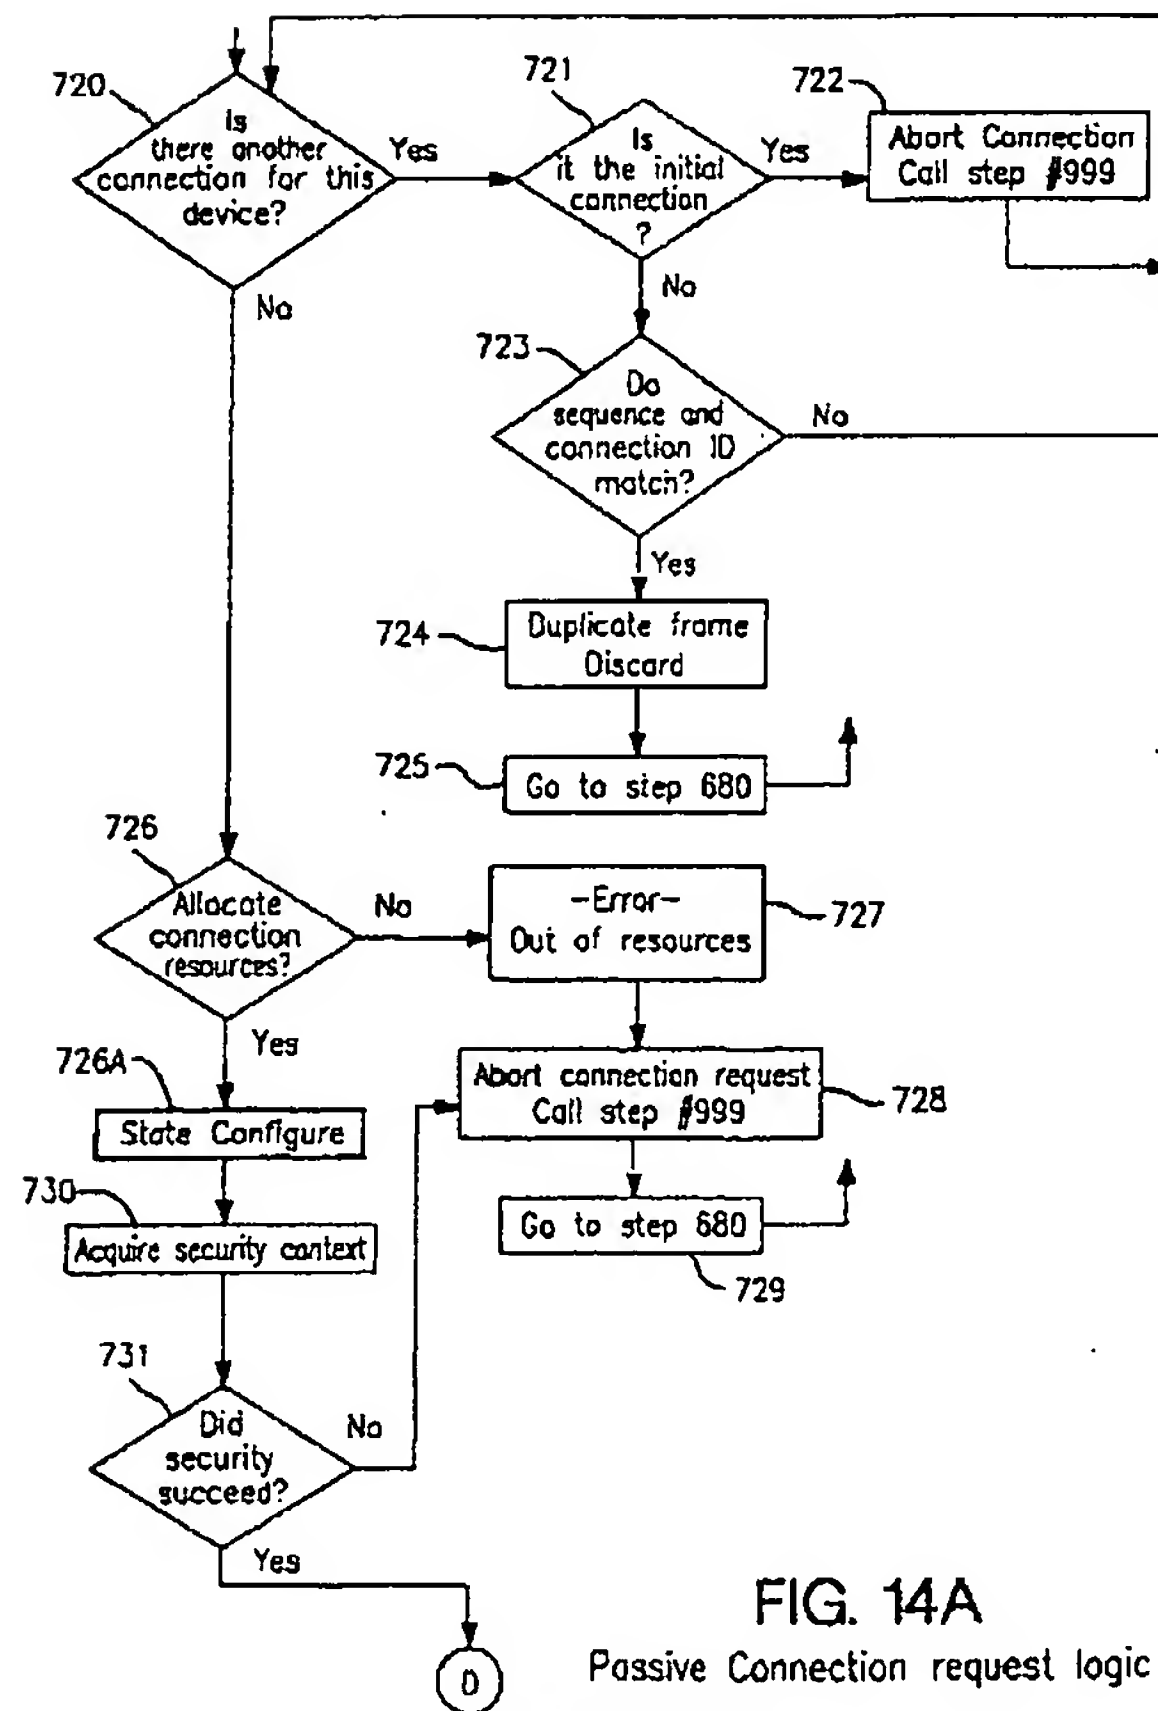 720
Is
there another
connection for this
device?
Yes
No
721
Is
it the initial
connection
?
Yes
No
722
Abort Connection
Call step #999
723
Do
sequence and
connection ID
match?
No
Yes
724
Duplicate frame
Discard
725
Go to step 680
726
Allocate
connection
resources?
No
Yes
-Error-
Out of resources
727
726A
State Configure
Abort connection request
Call step #999
728
730
Acquire security context
Go to step 680
729
731
Did
security
succeed?
No
Yes
D
FIG. 14A
Passive Connection request logic